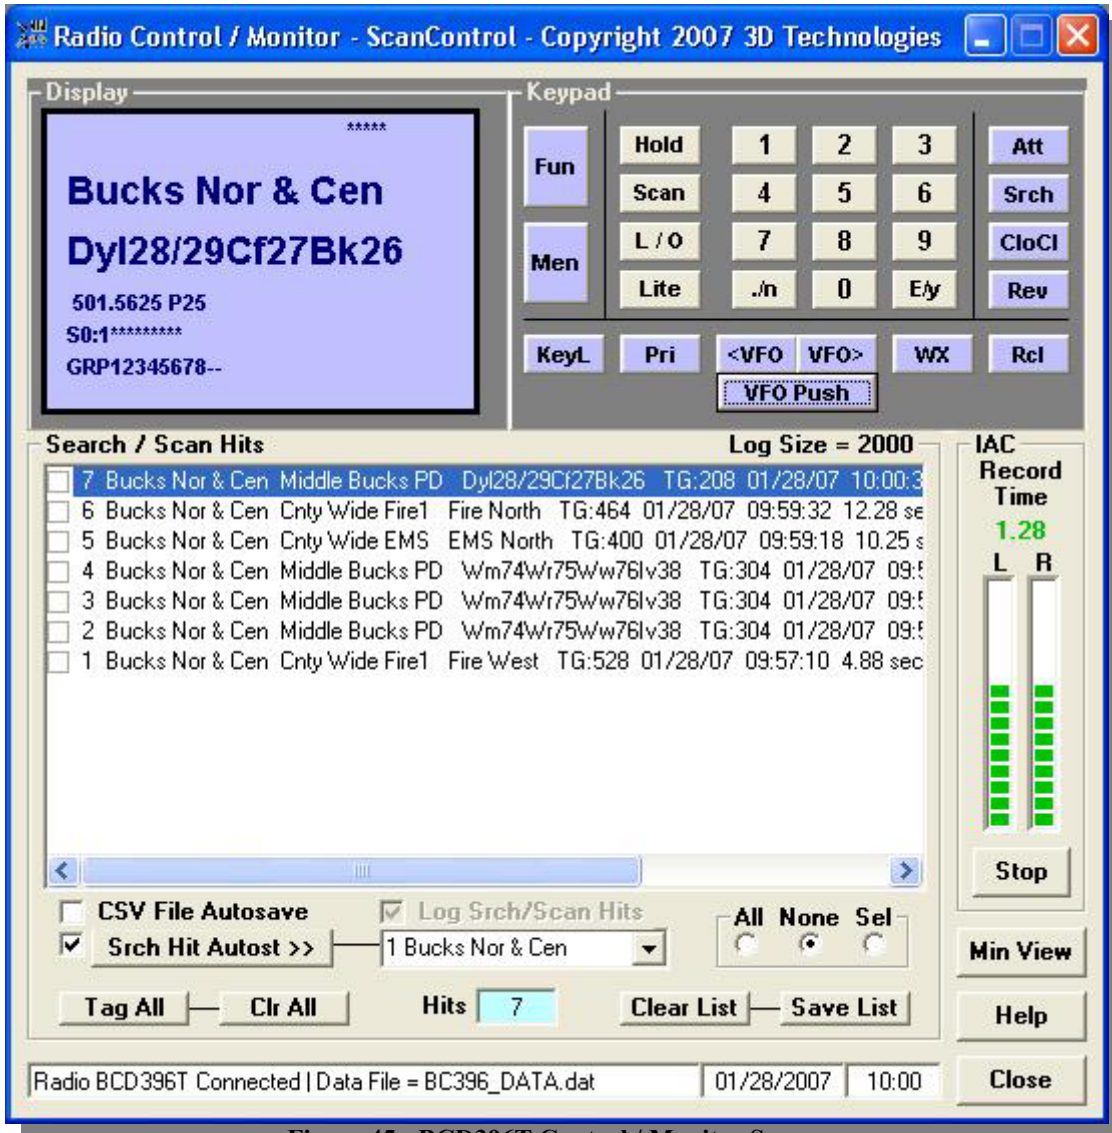 Radio Control / Monitor - ScanControl - Copyright 2007 3D Technologies
Display
*****
Bucks Nor & Cen
Dyl28/29Cf27Bk26
501.5625 P25
S0:1*********
GRP12345678--
Keypad
Fun Hold 1 2 3 Att
Scan 4 5 6 Srch
Men L / O 7 8 9 CloCl
Lite ./n 0 E/y Rev
KeyL Pri <VFO VFO> WX Rcl
VFO Push
Search / Scan Hits Log Size = 2000
7 Bucks Nor & Cen Middle Bucks PD Dyl28/29Cf27Bk26 TG:208 01/28/07 10:00:3
6 Bucks Nor & Cen Cnty Wide Fire1 Fire North TG:464 01/28/07 09:59:32 12.28 se
5 Bucks Nor & Cen Cnty Wide EMS EMS North TG:400 01/28/07 09:59:18 10.25 s
4 Bucks Nor & Cen Middle Bucks PD Wm74Wr75Ww76Iv38 TG:304 01/28/07 09:5
3 Bucks Nor & Cen Middle Bucks PD Wm74Wr75Ww76Iv38 TG:304 01/28/07 09:5
2 Bucks Nor & Cen Middle Bucks PD Wm74Wr75Ww76Iv38 TG:304 01/28/07 09:5
1 Bucks Nor & Cen Cnty Wide Fire1 Fire West TG:528 01/28/07 09:57:10 4.88 sec
IAC
Record
Time
1.28
L R
Stop
CSV File Autosave Log Srch/Scan Hits
Srch Hit Autost >> 1 Bucks Nor & Cen
All None Sel
Min View
Tag All Clr All Hits 7 Clear List Save List
Help
Radio BCD396T Connected | Data File = BC396_DATA.dat 01/28/2007 10:00
Close